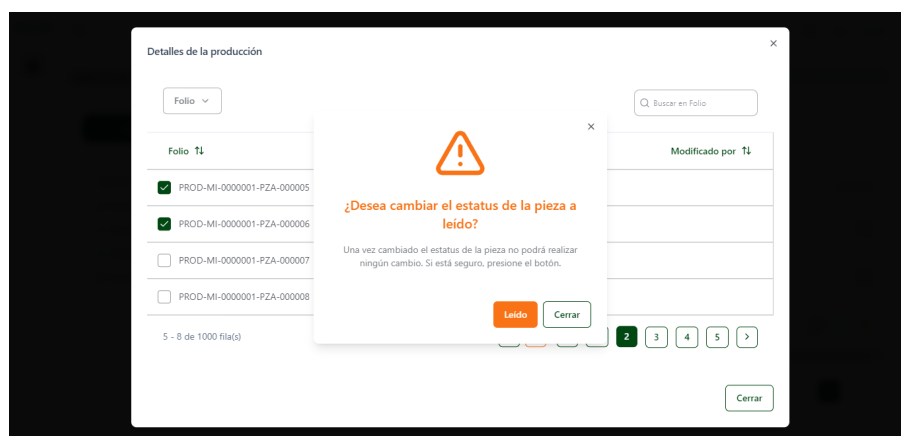 Detalles de la producción
Folio
Buscar en Folio
Folio
Modificado por
PROD-MI-0000001-PZA-000005
PROD-MI-0000001-PZA-000006
PROD-MI-0000001-PZA-000007
PROD-MI-0000001-PZA-000008
¿Desea cambiar el estatus de la pieza a
leído?
Una vez cambiado el estatus de la pieza no podrá realizar
ningún cambio. Si está seguro, presione el botón.
Leído Cerrar
5 - 8 de 1000 fila(s)
2 3 4 5
Cerrar